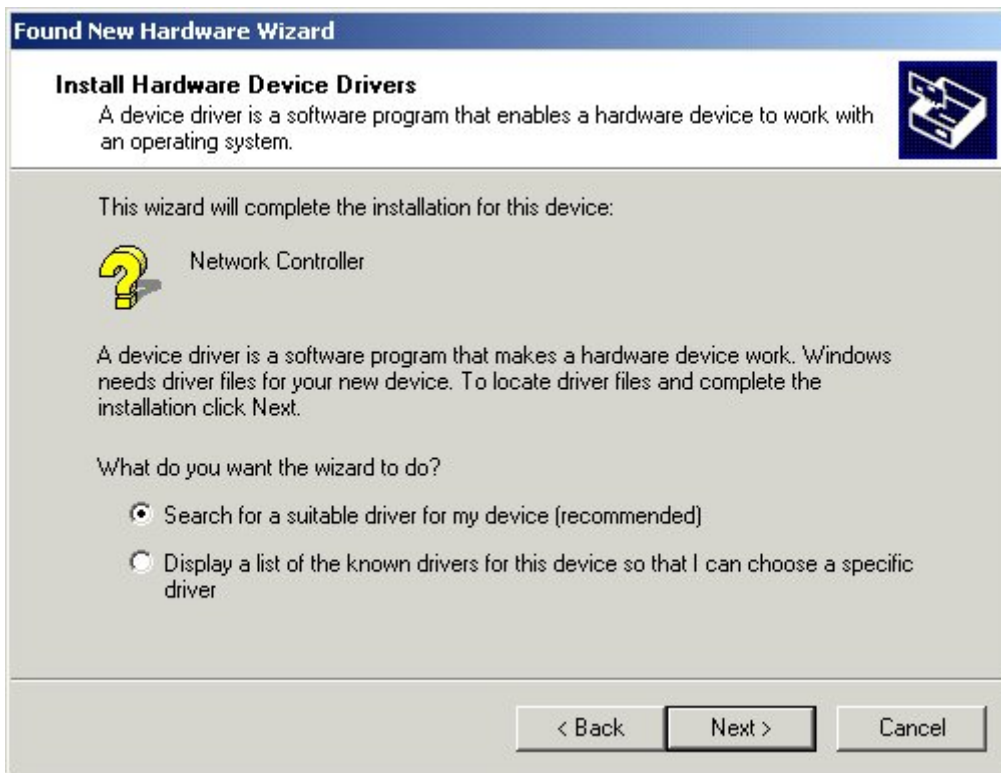 Found New Hardware Wizard
Install Hardware Device Drivers
A device driver is a software program that enables a hardware device to work with
an operating system.
This wizard will complete the installation for this device:
Network Controller
A device driver is a software program that makes a hardware device work. Windows
needs driver files for your new device. To locate driver files and complete the
installation click Next.
What do you want the wizard to do?
Search for a suitable driver for my device (recommended)
Display a list of the known drivers for this device so that I can choose a specific
driver
< Back
Next >
Cancel